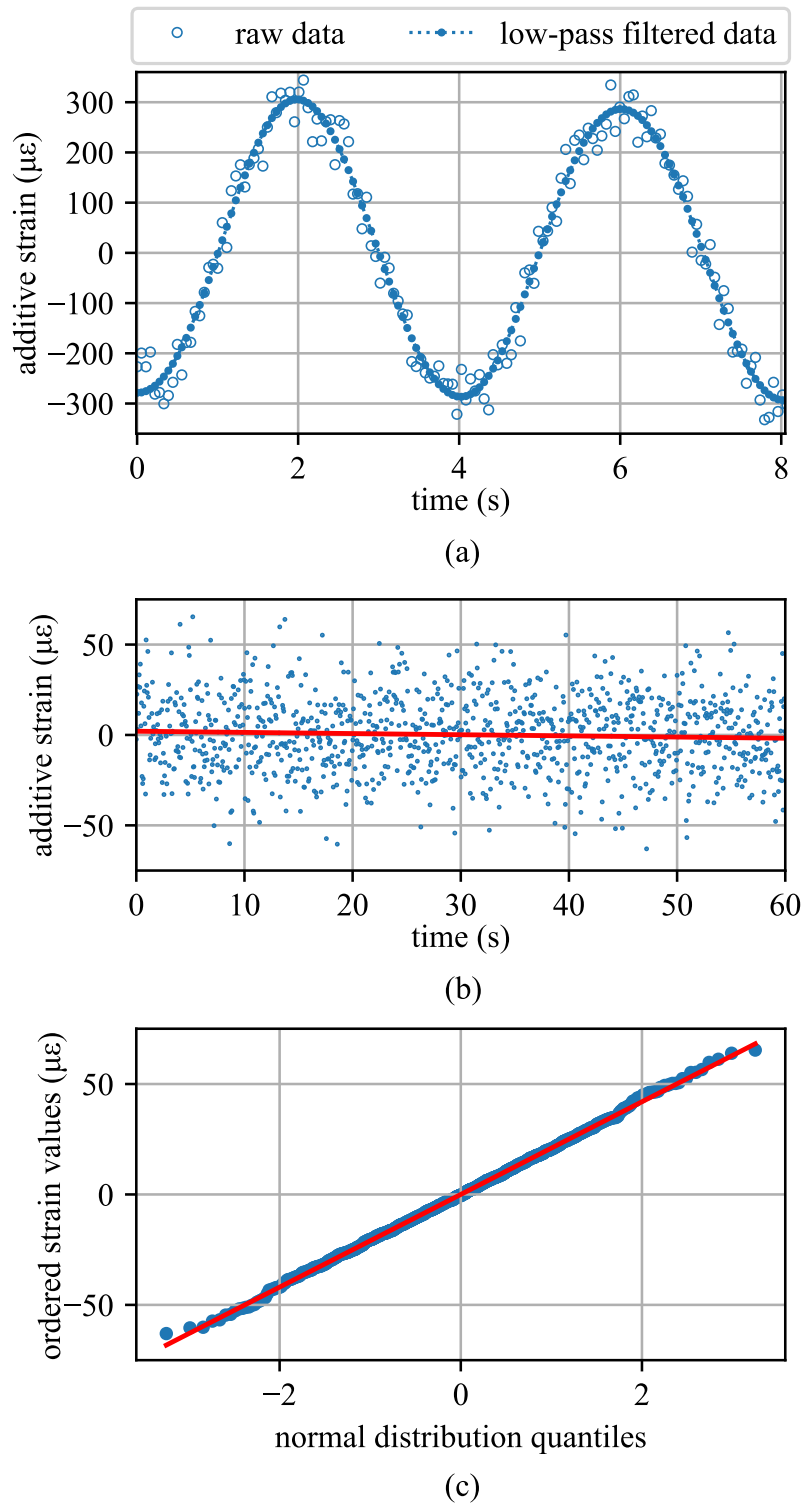 raw data low-pass filtered data
300
200
100
0
−100
−200
−300
additive strain (με)
0 2 4 6 8
time (s)
(a)
50
0
−50
additive strain (με)
0 10 20 30 40 50 60
time (s)
(b)
50
0
−50
ordered strain values (με)
−2 0 2
normal distribution quantiles
(c)